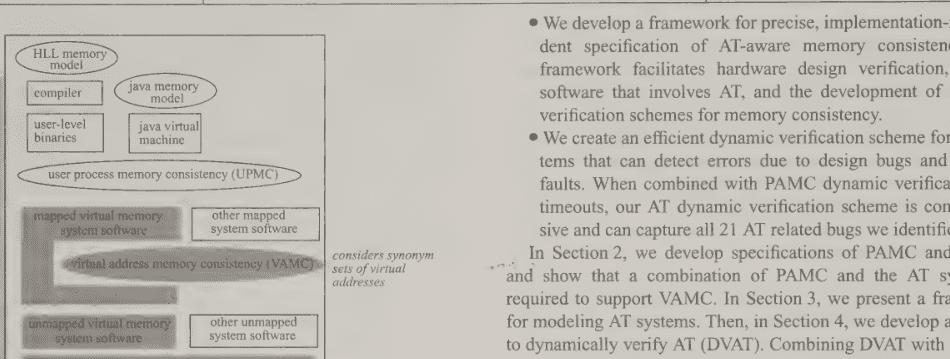 HLL memory
model
compiler
java memory
model
user-level
binaries
java virtual
machine
user process memory consistency (UPMC)
mapped virtual memory
system software
other mapped
system software
virtual address memory consistency (VAMC)
considers synonym
sets of virtual
addresses
unmapped virtual memory
system software
other unmapped
system software
• We develop a framework for precise, implementation-
dent specification of AT-aware memory consisten
framework facilitates hardware design verification,
software that involves AT, and the development of
verification schemes for memory consistency.
• We create an efficient dynamic verification scheme for
tems that can detect errors due to design bugs and
faults. When combined with PAMC dynamic verifica
timeouts, our AT dynamic verification scheme is com
sive and can capture all 21 AT related bugs we identifi
In Section 2, we develop specifications of PAMC and
and show that a combination of PAMC and the AT sy
required to support VAMC. In Section 3, we present a fra
for modeling AT systems. Then, in Section 4, we develop a
to dynamically verify AT (DVAT). Combining DVAT with